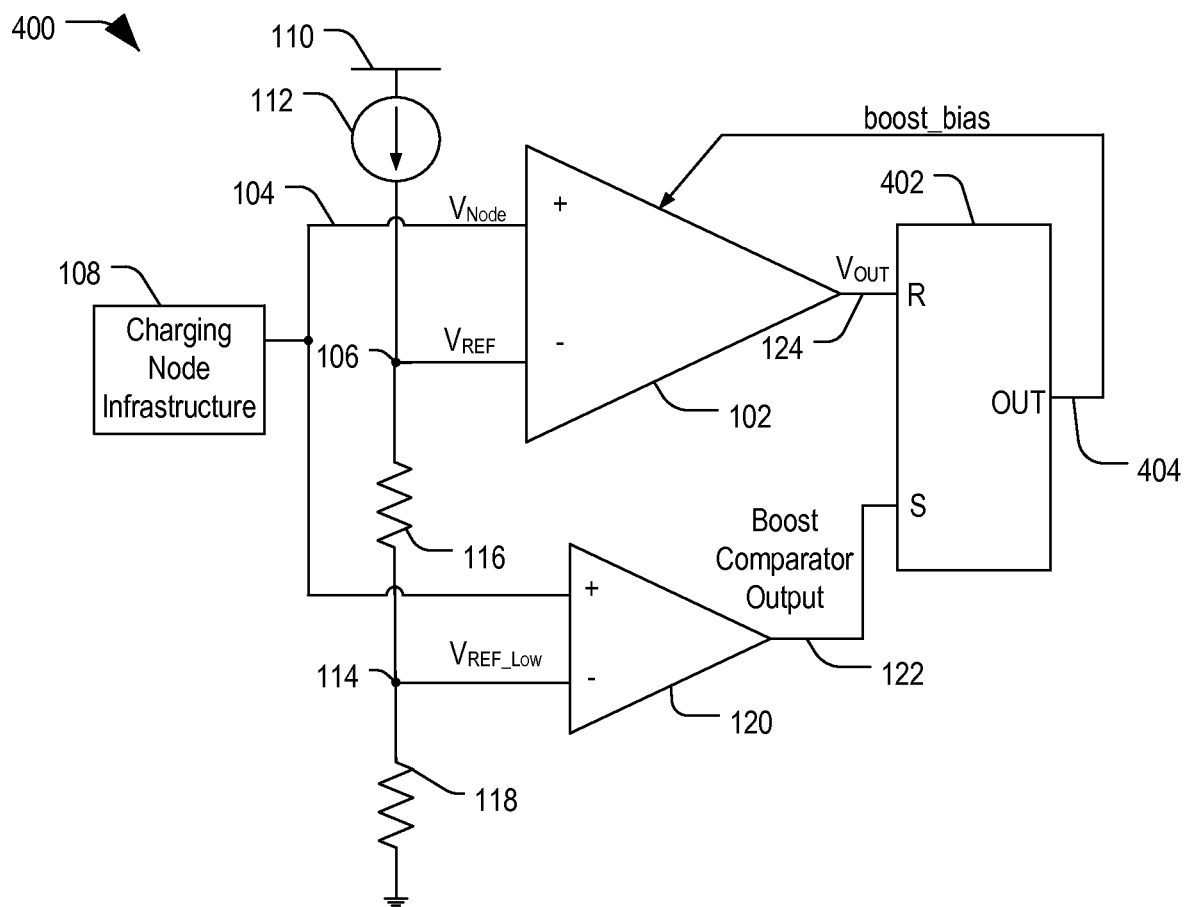 400
110
112
boost_bias
104
VNode
+
402
108
VOUT
R
Charging
Node
Infrastructure
106
VREF
-
124
102
OUT
404
116
Boost
Comparator
Output
S
+
VREF_Low
114
-
122
120
118